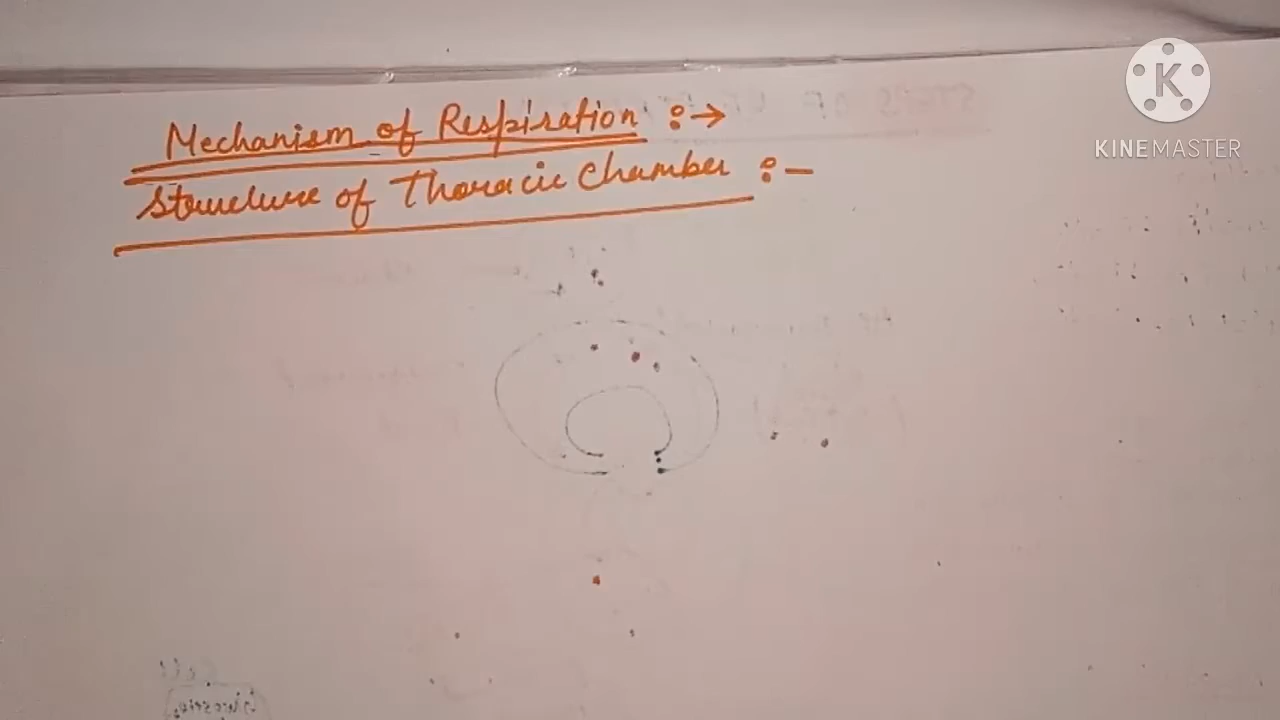 Mechanism of Respiration :→
Structure of Thoracic Chamber :-
K
KINEMASTER